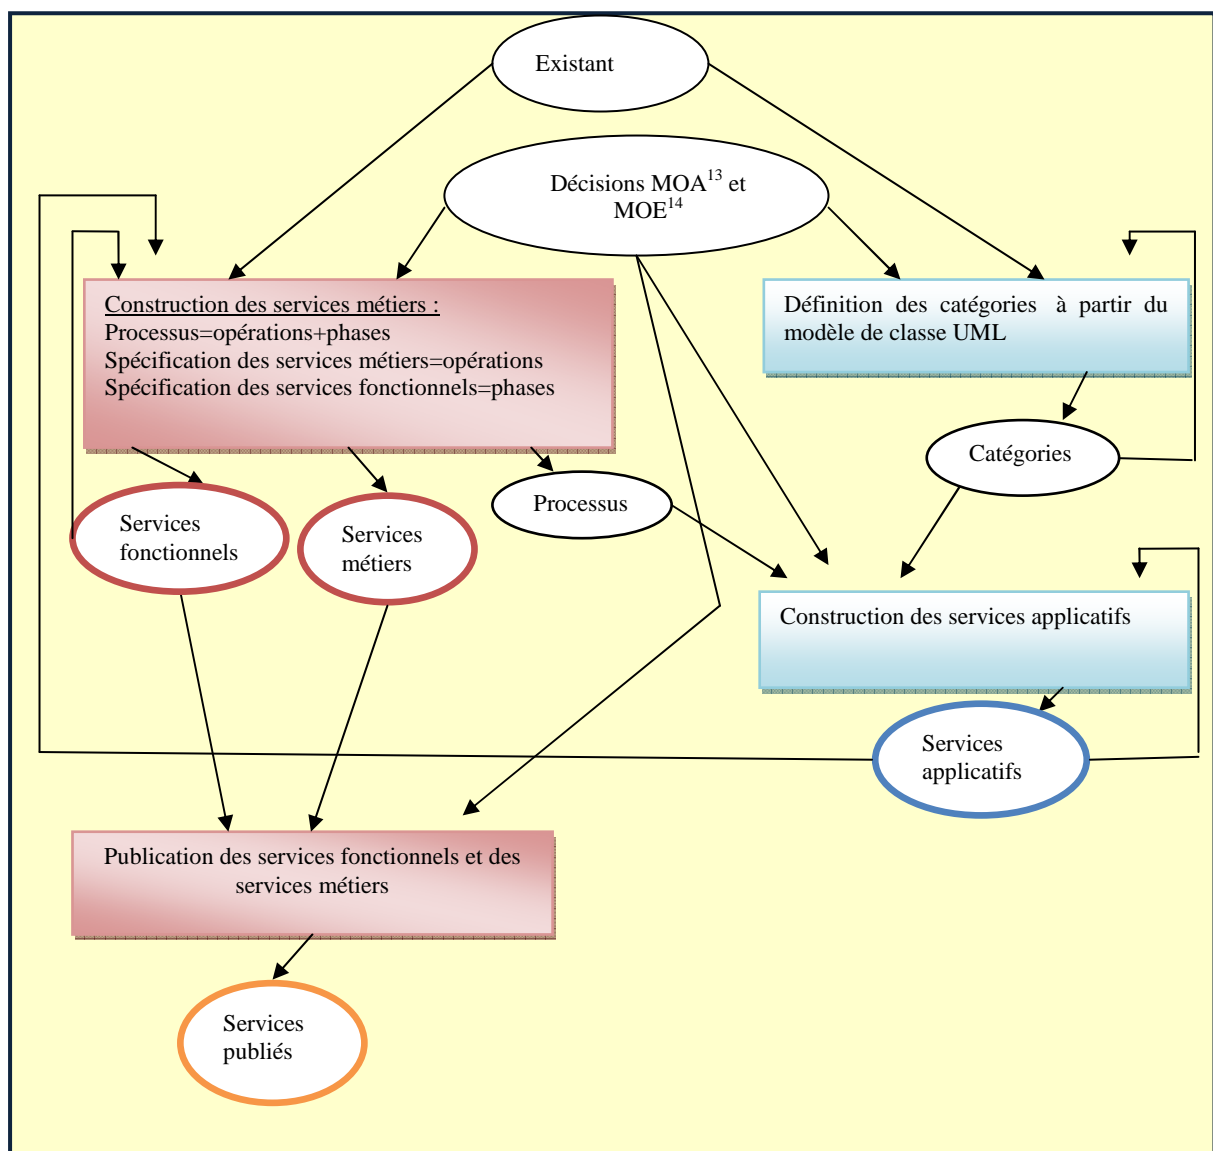 Existant
Décisions MOA13 et
MOE14
Construction des services métiers :
Processus=opérations+phases
Spécification des services métiers=opérations
Spécification des services fonctionnels=phases
Définition des catégories à partir du
modèle de classe UML
Catégories
Processus
Services
fonctionnels
Services
métiers
Construction des services applicatifs
Services
applicatifs
Publication des services fonctionnels et des
services métiers
Services
publiés